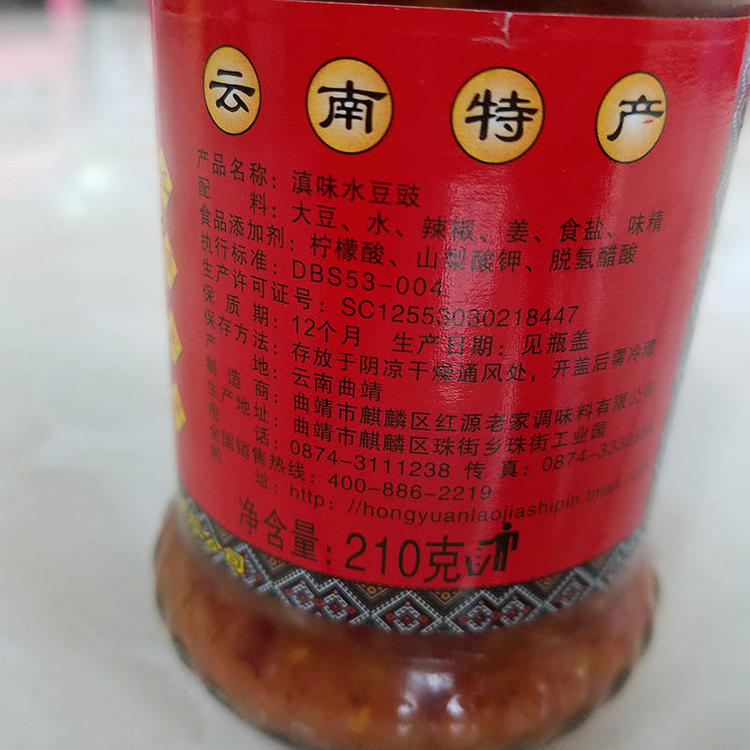 云南特产
产品名称：滇味水豆豉
配 料：大豆、水、辣椒、姜、食盐、味精
食品添加剂：柠檬酸、山梨酸钾、脱氢醋酸
执行标准：DBS53-004
生产许可证号：SC12553030218447
保 质 期：12个月 生产日期：见瓶盖
保存方法：存放于阴凉干燥通风处，开盖后需冷藏
产 地：云南曲靖
制 造 商：曲靖市麒麟区红源老家调味料有限公司
生产地址：曲靖市麒麟区珠街乡珠街工业园
电 话：0874-3111238 传 真：0874-3330
全国销售热线：400-886-2219
网 址：http：//hongyuanlaojiashipin.tmall.
净含量：210克